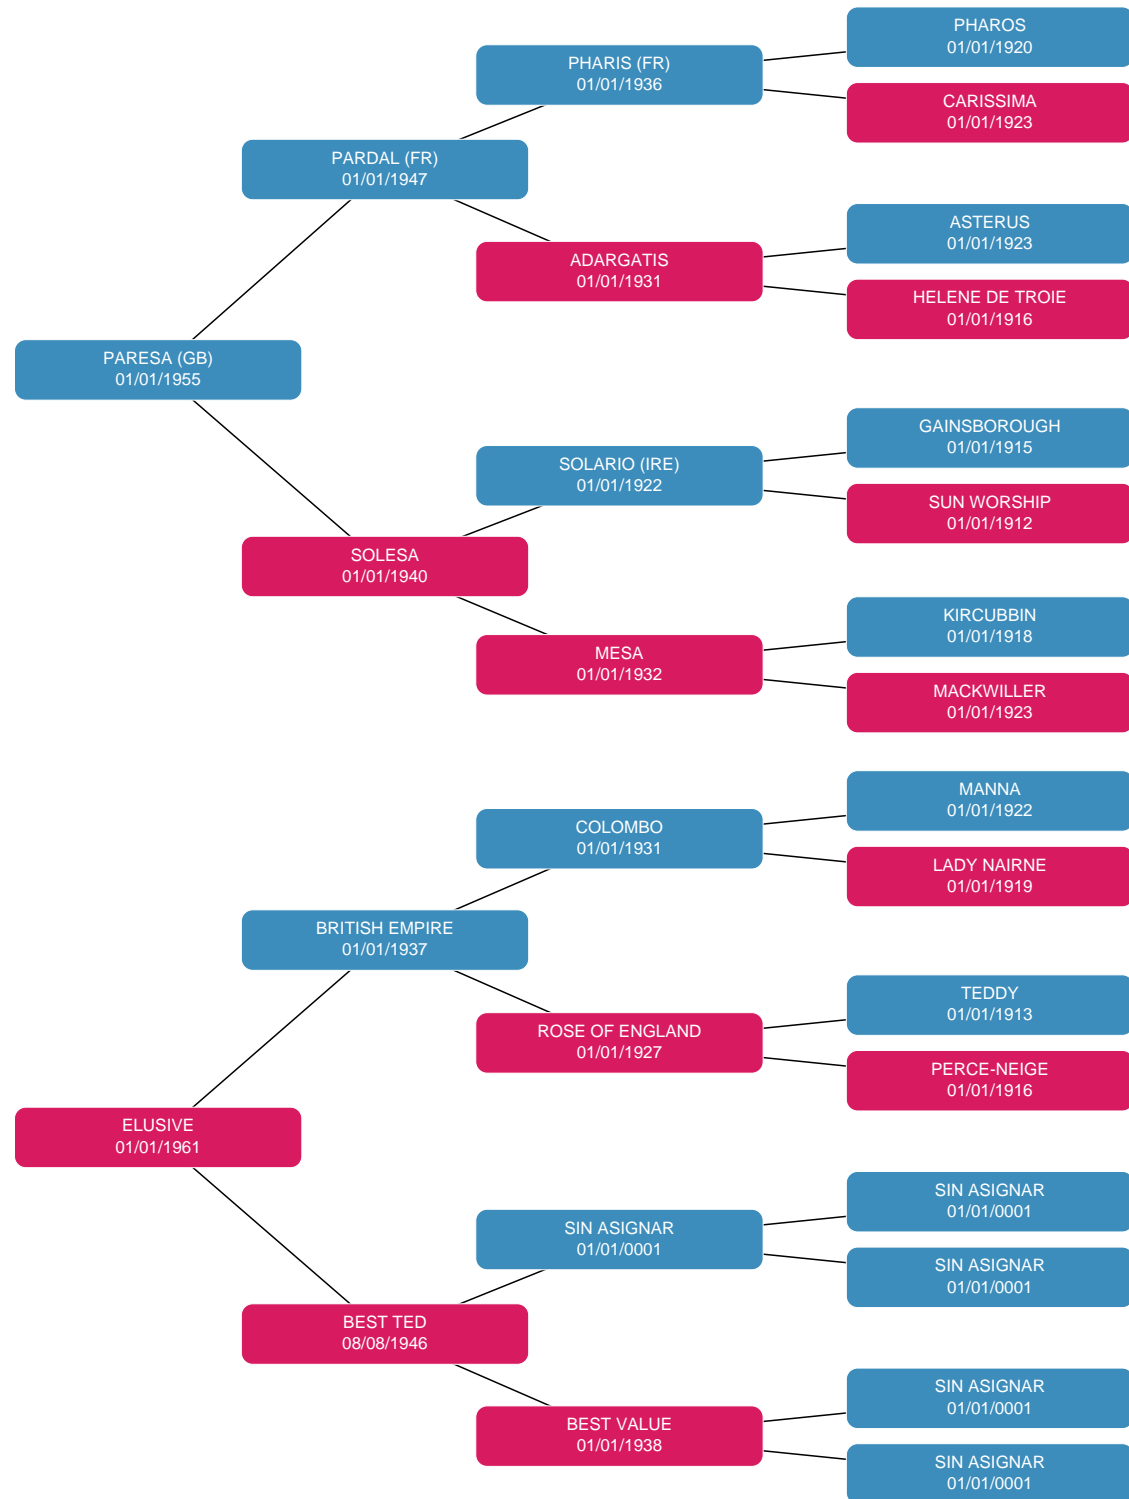 PHAROS
01/01/1920
PHARIS (FR)
01/01/1936
CARISSIMA
01/01/1923
PARDAL (FR)
01/01/1947
ASTERUS
01/01/1923
ADARGATIS
01/01/1931
HELENE DE TROIE
01/01/1916
PARESA (GB)
01/01/1955
GAINSBOROUGH
01/01/1915
SOLARIO (IRE)
01/01/1922
SUN WORSHIP
01/01/1912
SOLESA
01/01/1940
KIRCUBBIN
01/01/1918
MESA
01/01/1932
MACKWILLER
01/01/1923
MANNA
01/01/1922
COLOMBO
01/01/1931
LADY NAIRNE
01/01/1919
BRITISH EMPIRE
01/01/1937
TEDDY
01/01/1913
ROSE OF ENGLAND
01/01/1927
PERCE-NEIGE
01/01/1916
ELUSIVE
01/01/1961
SIN ASIGNAR
01/01/0001
SIN ASIGNAR
01/01/0001
SIN ASIGNAR
01/01/0001
BEST TED
08/08/1946
SIN ASIGNAR
01/01/0001
BEST VALUE
01/01/1938
SIN ASIGNAR
01/01/0001